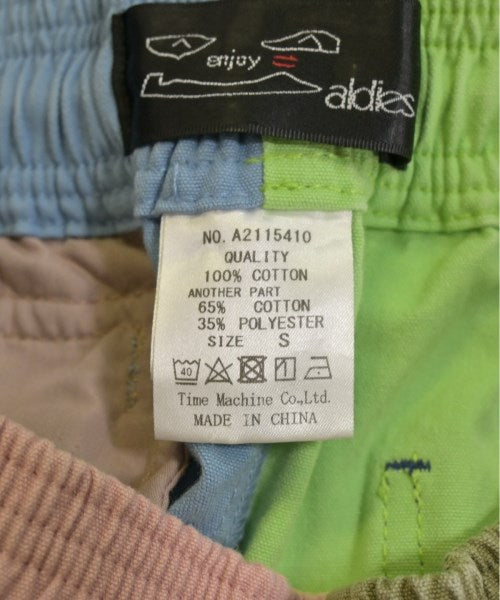 enjoy
aldies
NO. A2115410
QUALITY
100% COTTON
ANOTHER PART
65% COTTON
35% POLYESTER
SIZE S
40
Time Machine Co.,Ltd.
MADE IN CHINA